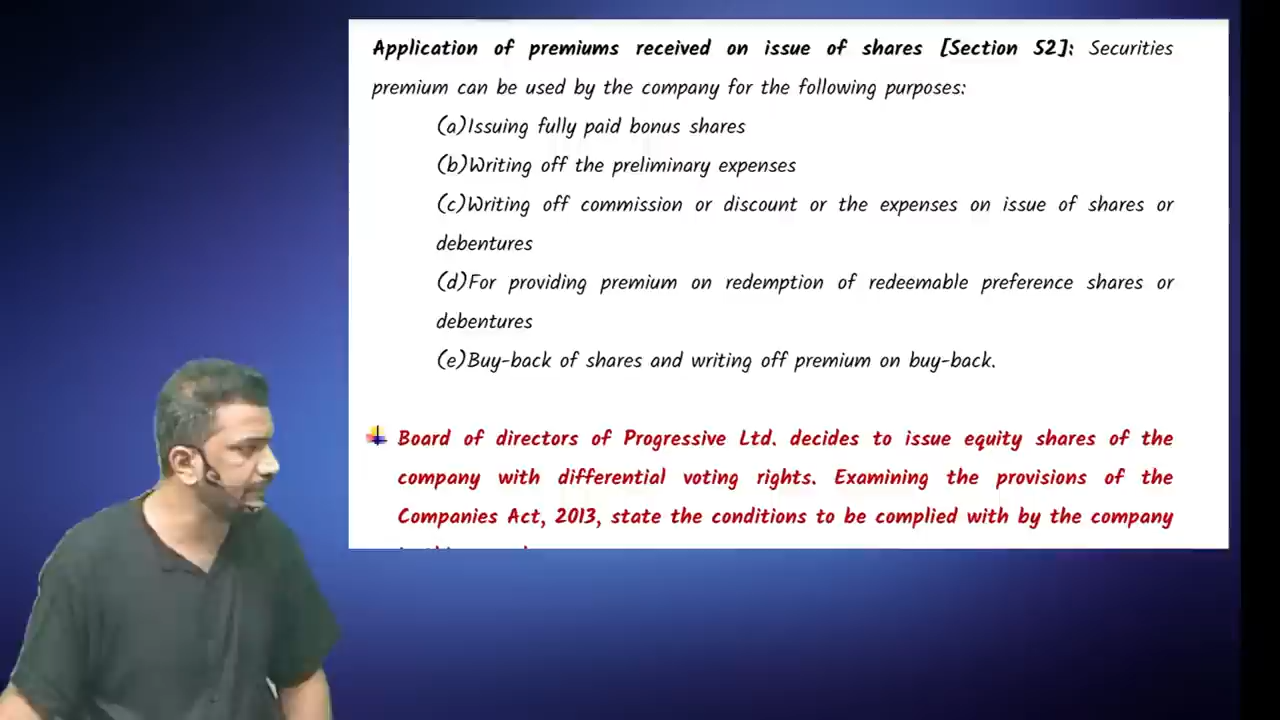 Application of premiums received on issue of shares [Section 52]: Securities
premium can be used by the company for the following purposes:
(a)Issuing fully paid bonus shares
(b)Writing off the preliminary expenses
(c)Writing off commission or discount or the expenses on issue of shares or
debentures
(d)For providing premium on redemption of redeemable preference shares or
debentures
(e)Buy-back of shares and writing off premium on buy-back.
Board of directors of Progressive Ltd. decides to issue equity shares of the
company with differential voting rights. Examining the provisions of the
Companies Act, 2013, state the conditions to be complied with by the company